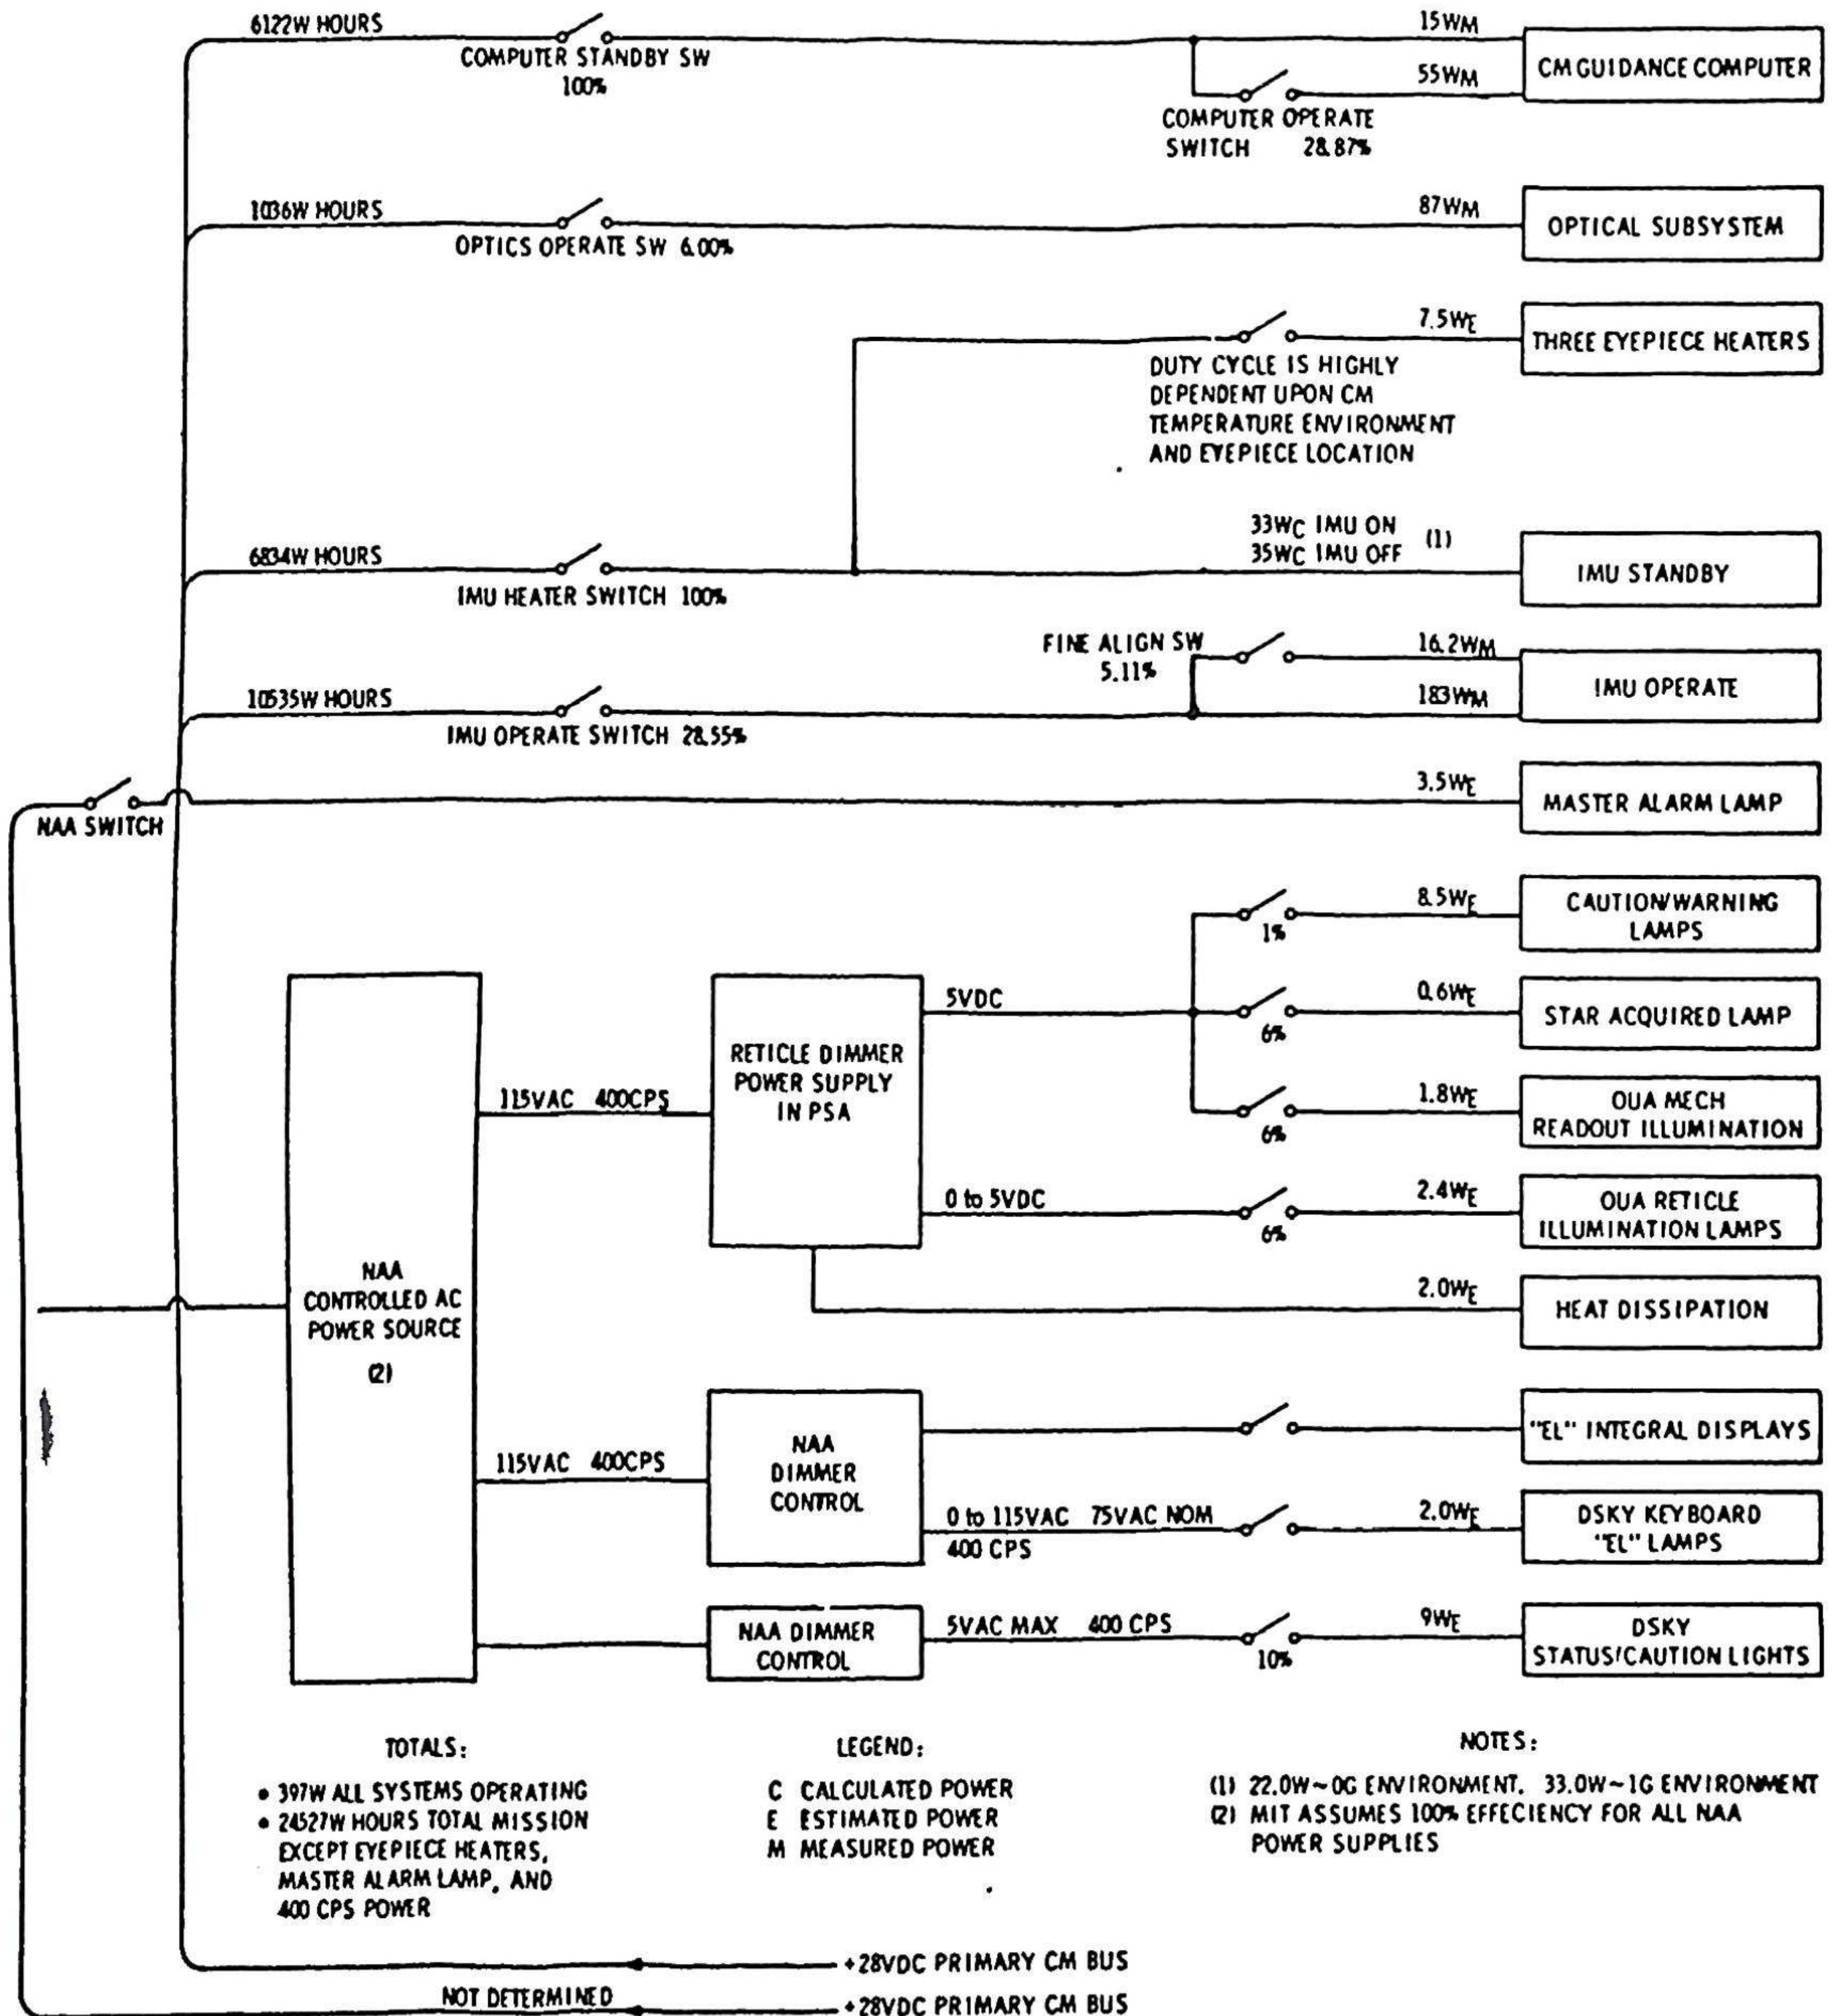 6122W HOURS
COMPUTER STANDBY SW
100%
15WM
55WM
CM GUIDANCE COMPUTER
COMPUTER OPERATE
SWITCH 28.87%
1036W HOURS
OPTICS OPERATE SW 6.00%
87WM
OPTICAL SUBSYSTEM
7.5WE
THREE EYEPIECE HEATERS
DUTY CYCLE IS HIGHLY
DEPENDENT UPON CM
TEMPERATURE ENVIRONMENT
AND EYEPIECE LOCATION
6834W HOURS
IMU HEATER SWITCH 100%
33WC IMU ON (1)
35WC IMU OFF
IMU STANDBY
FINE ALIGN SW
5.11%
16.2WM
183WM
IMU OPERATE
10535W HOURS
IMU OPERATE SWITCH 28.55%
NAA SWITCH
3.5WE
MASTER ALARM LAMP
8.5WE
1%
CAUTION/WARNING
LAMPS
5VDC
0.6WE
6%
STAR ACQUIRED LAMP
RETICLE DIMMER
POWER SUPPLY
IN PSA
115VAC 400CPS
1.8WE
6%
OUA MECH
READOUT ILLUMINATION
0 to 5VDC
2.4WE
6%
OUA RETICLE
ILLUMINATION LAMPS
NAA
CONTROLLED AC
POWER SOURCE
(2)
2.0WE
HEAT DISSIPATION
115VAC 400CPS
NAA
DIMMER
CONTROL
"EL" INTEGRAL DISPLAYS
0 to 115VAC 75VAC NOM
400 CPS
2.0WE
DSKY KEYBOARD
"EL" LAMPS
NAA DIMMER
CONTROL
5VAC MAX 400 CPS
10%
9WE
DSKY
STATUS/CAUTION LIGHTS
TOTALS:
• 397W ALL SYSTEMS OPERATING
• 24527W HOURS TOTAL MISSION
EXCEPT EYEPIECE HEATERS,
MASTER ALARM LAMP, AND
400 CPS POWER
LEGEND:
C CALCULATED POWER
E ESTIMATED POWER
M MEASURED POWER
NOTES:
(1) 22.0W~0G ENVIRONMENT. 33.0W~1G ENVIRONMENT
(2) MIT ASSUMES 100% EFFECIENCY FOR ALL NAA
POWER SUPPLIES
+28VDC PRIMARY CM BUS
NOT DETERMINED
+28VDC PRIMARY CM BUS